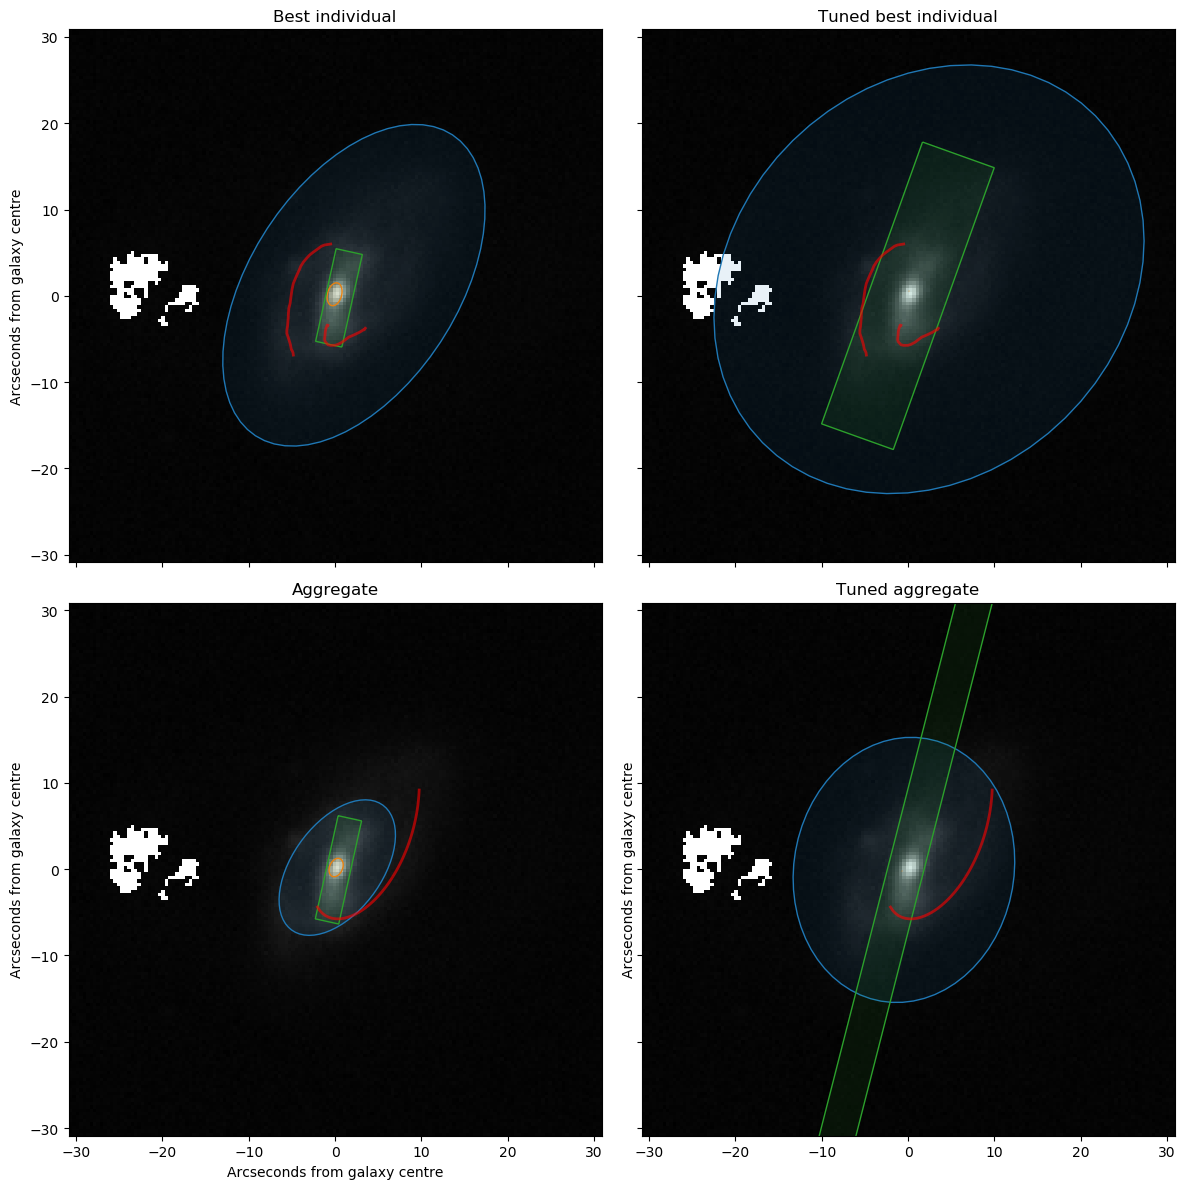 Best individual
Tuned best individual
30
20
10
0
−10
−20
−30
Arcseconds from galaxy centre
Aggregate
Tuned aggregate
30
20
10
0
−10
−20
−30
Arcseconds from galaxy centre
Arcseconds from galaxy centre
−30 −20 −10 0 10 20 30
−30 −20 −10 0 10 20 30
Arcseconds from galaxy centre